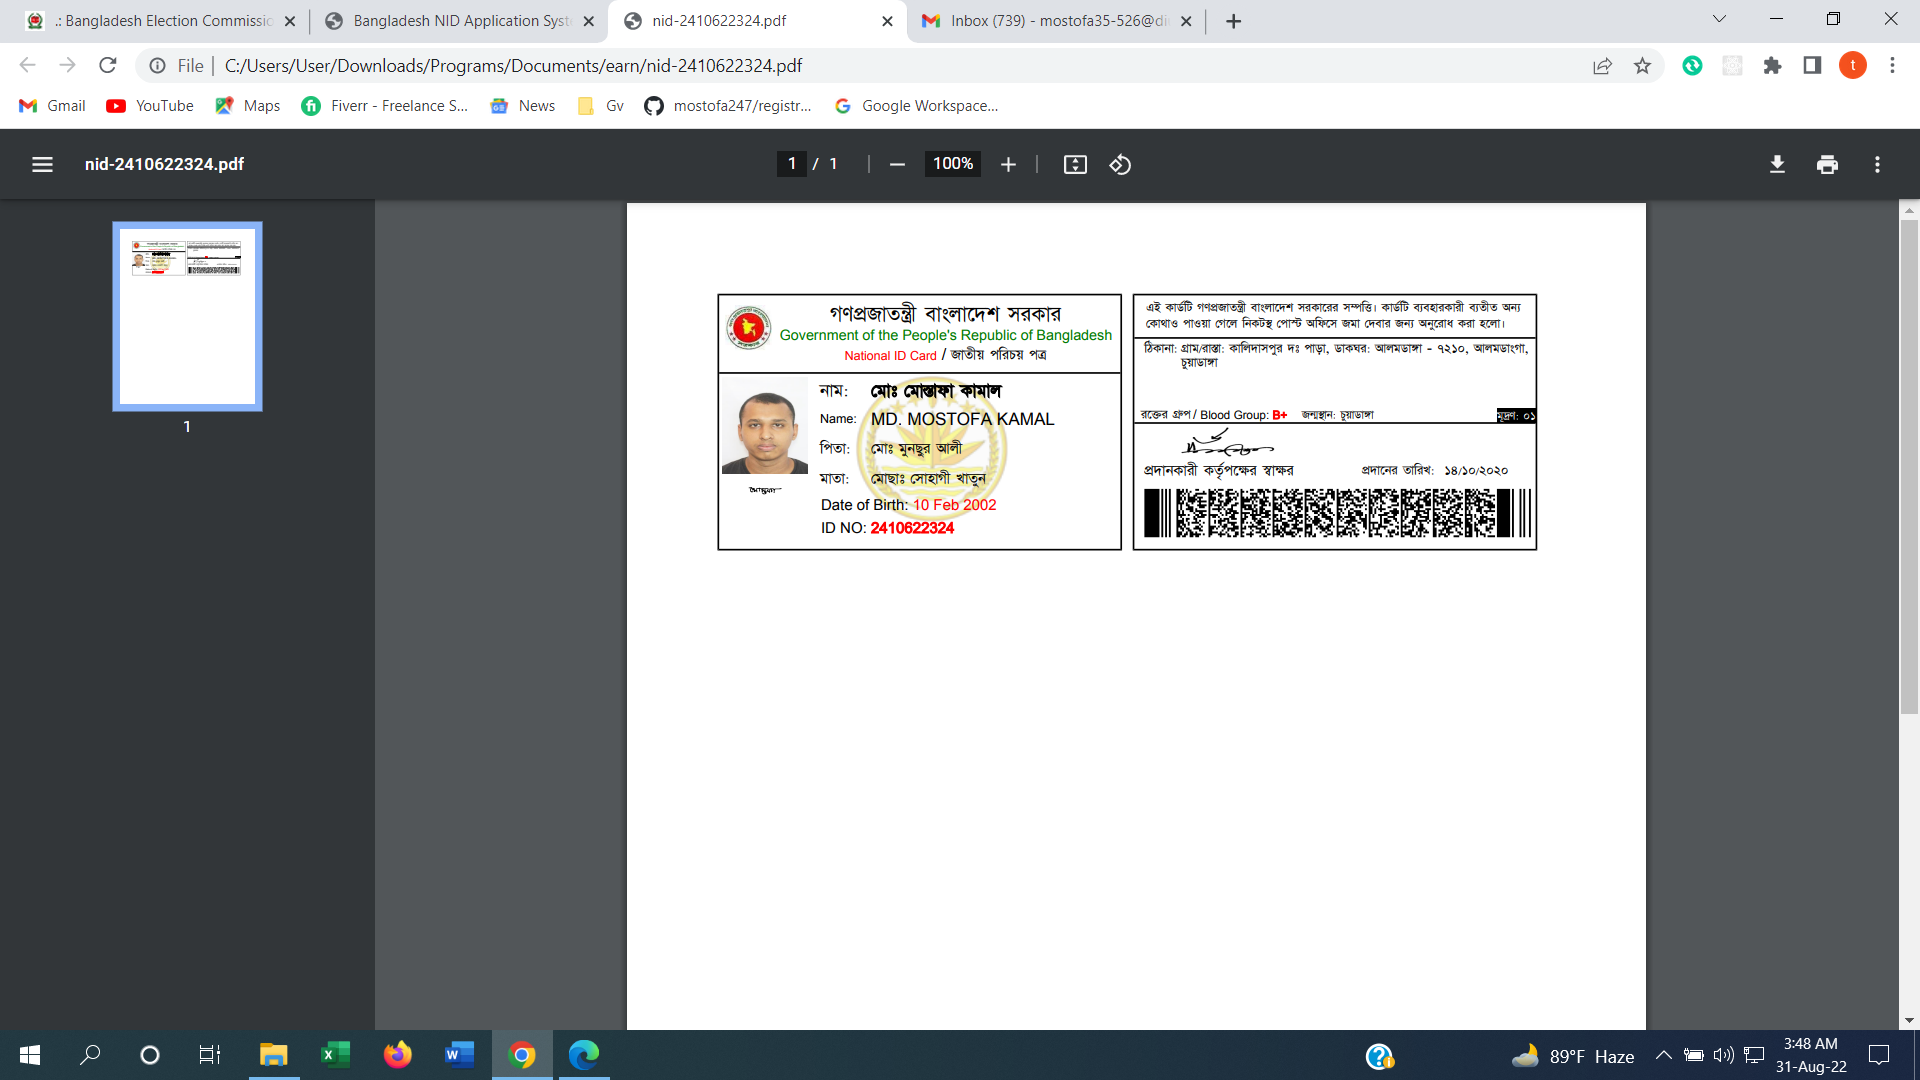 .: Bangladesh Election Commissio
Bangladesh NID Application Syst
nid-2410622324.pdf
Inbox (739) - mostofa35-526@di
File | C:/Users/User/Downloads/Programs/Documents/earn/nid-2410622324.pdf
t
Gmail
YouTube
Maps
Fiverr - Freelance S...
News
Gv
mostofa247/registr...
Google Workspace...
nid-2410622324.pdf
1 / 1
100%
1
গণপ্রজাতন্ত্রী বাংলাদেশ সরকার
Government of the People's Republic of Bangladesh
National ID Card / জাতীয় পরিচয় পত্র
নাম: মোঃ মোস্তাফা কামাল
Name: MD. MOSTOFA KAMAL
পিতা: মোঃ মুনছুর আলী
মাতা: মোছাঃ সোহাগী খাতুন
Date of Birth: 10 Feb 2002
ID NO: 2410622324
এই কার্ডটি গণপ্রজাতন্ত্রী বাংলাদেশ সরকারের সম্পত্তি। কার্ডটি ব্যবহারকারী ব্যতীত অন্য
কোথাও পাওয়া গেলে নিকটস্থ পোস্ট অফিসে জমা দেবার জন্য অনুরোধ করা হলো।
ঠিকানা: গ্রাম/রাস্তা: কালিদাসপুর দঃ পাড়া, ডাকঘর: আলমডাঙ্গা - ৭২১০, আলমডাংগা,
চুয়াডাঙ্গা
রক্তের গ্রুপ / Blood Group: B+ জন্মস্থান: চুয়াডাঙ্গা
মুদ্রণ: ০১
প্রদানকারী কর্তৃপক্ষের স্বাক্ষর
প্রদানের তারিখ: ১৪/১০/২০২০
89°F Haze
3:48 AM
31-Aug-22